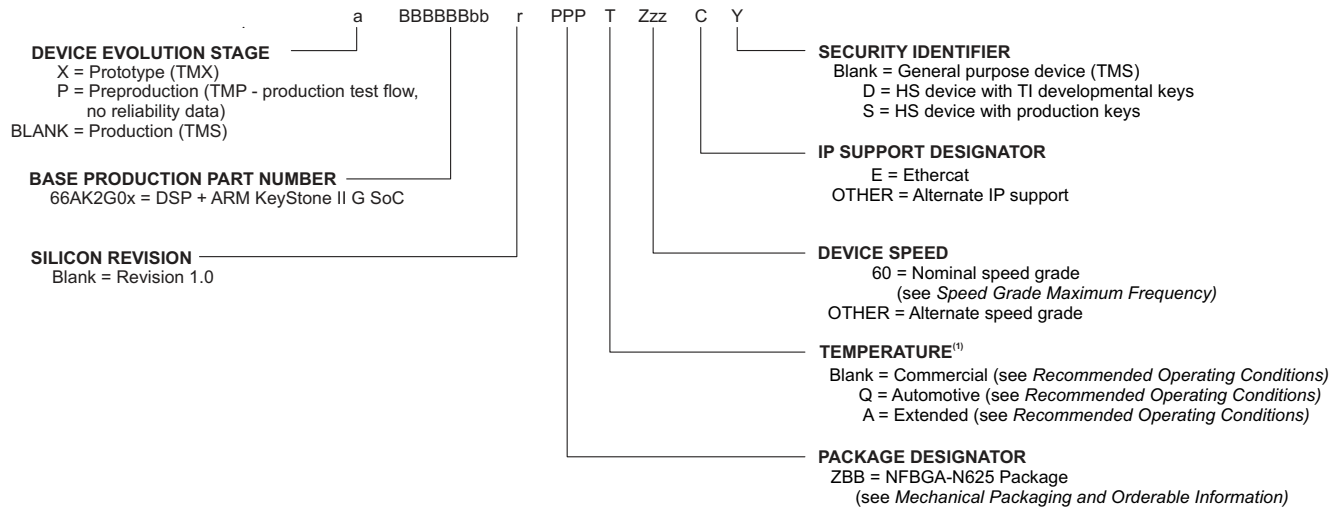 a BBBBBBbb r PPP T Zzz C Y
DEVICE EVOLUTION STAGE
X = Prototype (TMX)
P = Preproduction (TMP - production test flow,
no reliability data)
BLANK = Production (TMS)
BASE PRODUCTION PART NUMBER
66AK2G0x = DSP + ARM KeyStone II G SoC
SILICON REVISION
Blank = Revision 1.0
SECURITY IDENTIFIER
Blank = General purpose device (TMS)
D = HS device with TI developmental keys
S = HS device with production keys
IP SUPPORT DESIGNATOR
E = Ethercat
OTHER = Alternate IP support
DEVICE SPEED
60 = Nominal speed grade
(see Speed Grade Maximum Frequency)
OTHER = Alternate speed grade
TEMPERATURE(1)
Blank = Commercial (see Recommended Operating Conditions)
Q = Automotive (see Recommended Operating Conditions)
A = Extended (see Recommended Operating Conditions)
PACKAGE DESIGNATOR
ZBB = NFBGA-N625 Package
(see Mechanical Packaging and Orderable Information)